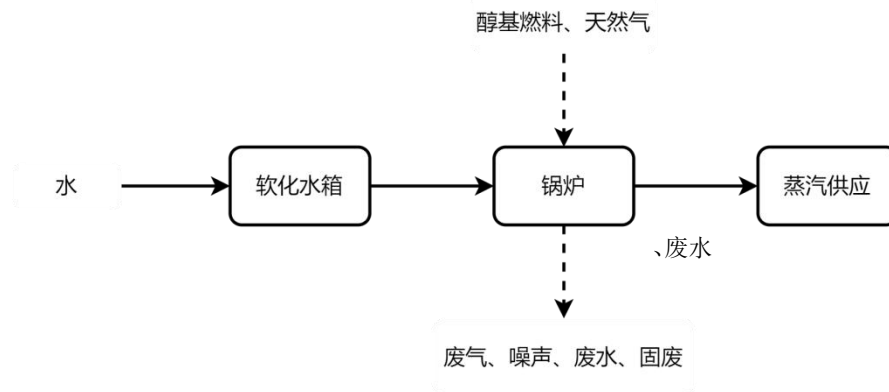 醇基燃料、天然气
水
软化水箱
锅炉
蒸汽供应
、废水
废气、噪声、废水、固废